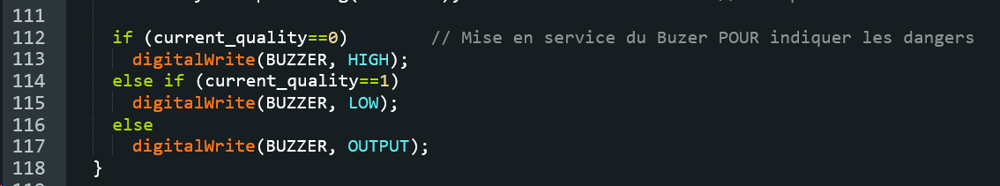 111
112 if (current_quality==0) // Mise en service du Buzer POUR indiquer les dangers
113 digitalWrite(BUZZER, HIGH);
114 else if (current_quality==1)
115 digitalWrite(BUZZER, LOW);
116 else
117 digitalWrite(BUZZER, OUTPUT);
118 }